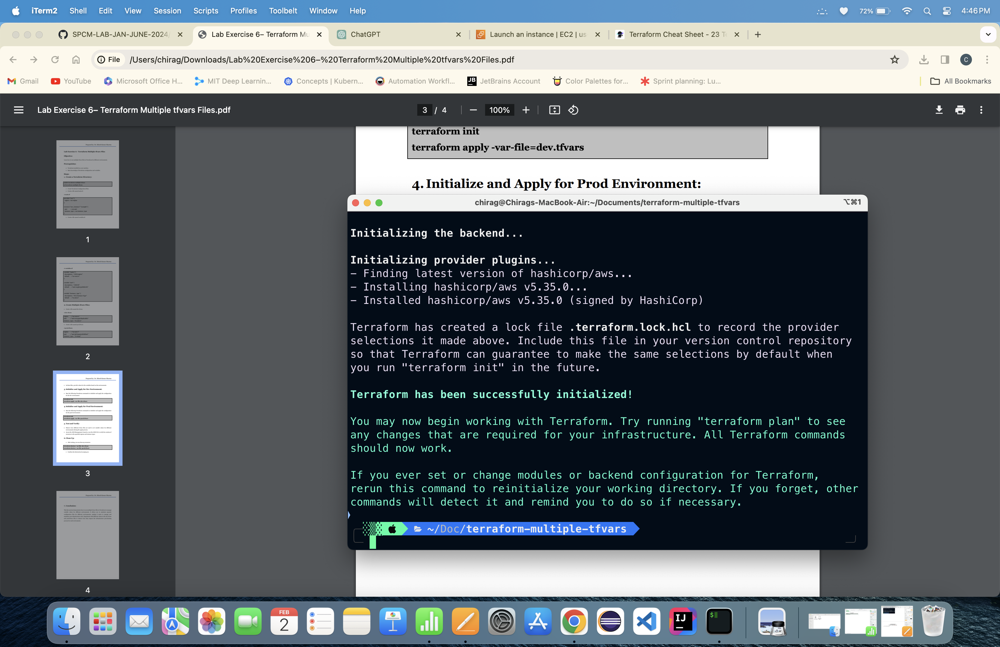 iTerm2 Shell Edit View Session Scripts Profiles Toolbelt Window Help 72% 4:46 PM
SPCM-LAB-JAN-JUNE-2024/ Lab Exercise 6– Terraform Mu ChatGPT Launch an instance | EC2 | us Terraform Cheat Sheet - 23 Te
File /Users/chirag/Downloads/Lab%20Exercise%206–%20Terraform%20Multiple%20tfvars%20Files.pdf C
Gmail YouTube Microsoft Office H... MIT Deep Learnin... Concepts | Kubern... Automation Workfl... JetBrains Account Color Palettes for... Sprint planning: Lu... All Bookmarks
Lab Exercise 6– Terraform Multiple tfvars Files.pdf 3 / 4 100%
1
2
3
4
terraform init
terraform apply -var-file=dev.tfvars
4. Initialize and Apply for Prod Environment:
chirag@Chirags-MacBook-Air:~/Documents/terraform-multiple-tfvars ⌥⌘1
Initializing the backend...
Initializing provider plugins...
- Finding latest version of hashicorp/aws...
- Installing hashicorp/aws v5.35.0...
- Installed hashicorp/aws v5.35.0 (signed by HashiCorp)
Terraform has created a lock file .terraform.lock.hcl to record the provider
selections it made above. Include this file in your version control repository
so that Terraform can guarantee to make the same selections by default when
you run "terraform init" in the future.
Terraform has been successfully initialized!
You may now begin working with Terraform. Try running "terraform plan" to see
any changes that are required for your infrastructure. All Terraform commands
should now work.
If you ever set or change modules or backend configuration for Terraform,
rerun this command to reinitialize your working directory. If you forget, other
commands will detect it and remind you to do so if necessary.
~/Doc/terraform-multiple-tfvars
FEB
2
IJ
$